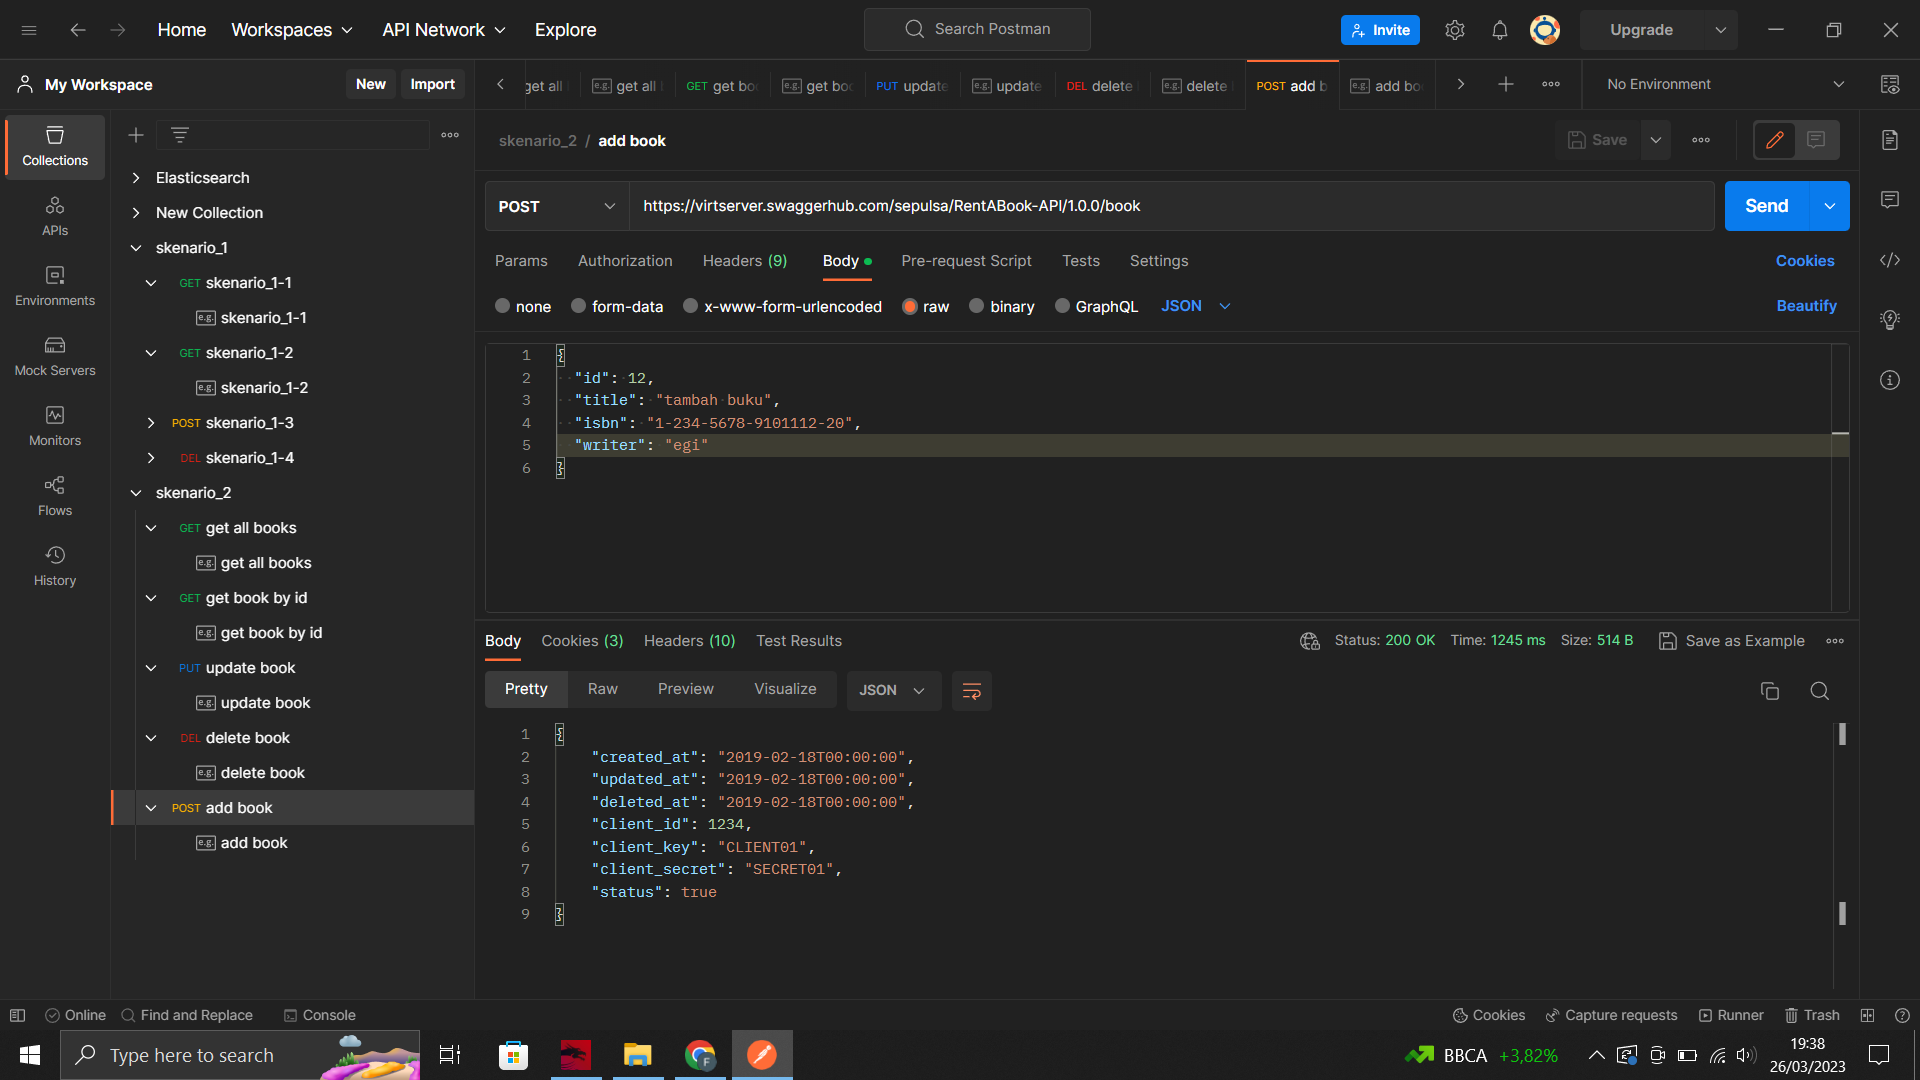 Home Workspaces API Network Explore Search Postman Invite Upgrade
My Workspace New Import get all e.g. get all GET get boo e.g. get boo PUT update e.g. update DEL delete e.g. delete POST add b e.g. add bo No Environment
Collections
APIs
Environments
Mock Servers
Monitors
Flows
History
Elasticsearch
New Collection
skenario_1
GET skenario_1-1
e.g. skenario_1-1
GET skenario_1-2
e.g. skenario_1-2
POST skenario_1-3
DEL skenario_1-4
skenario_2
GET get all books
e.g. get all books
GET get book by id
e.g. get book by id
PUT update book
e.g. update book
DEL delete book
e.g. delete book
POST add book
e.g. add book
skenario_2 / add book Save
POST https://virtserver.swaggerhub.com/sepulsa/RentABook-API/1.0.0/book Send
Params Authorization Headers (9) Body Pre-request Script Tests Settings Cookies
none form-data x-www-form-urlencoded raw binary GraphQL JSON Beautify
1 {
2 "id": 12,
3 "title": "tambah buku",
4 "isbn": "1-234-5678-9101112-20",
5 "writer": "egi"
6 }
Body Cookies (3) Headers (10) Test Results Status: 200 OK Time: 1245 ms Size: 514 B Save as Example
Pretty Raw Preview Visualize JSON
1 {
2 "created_at": "2019-02-18T00:00:00",
3 "updated_at": "2019-02-18T00:00:00",
4 "deleted_at": "2019-02-18T00:00:00",
5 "client_id": 1234,
6 "client_key": "CLIENT01",
7 "client_secret": "SECRET01",
8 "status": true
9 }
Online Find and Replace Console Cookies Capture requests Runner Trash
Type here to search F BBCA +3,82% 19:38
26/03/2023